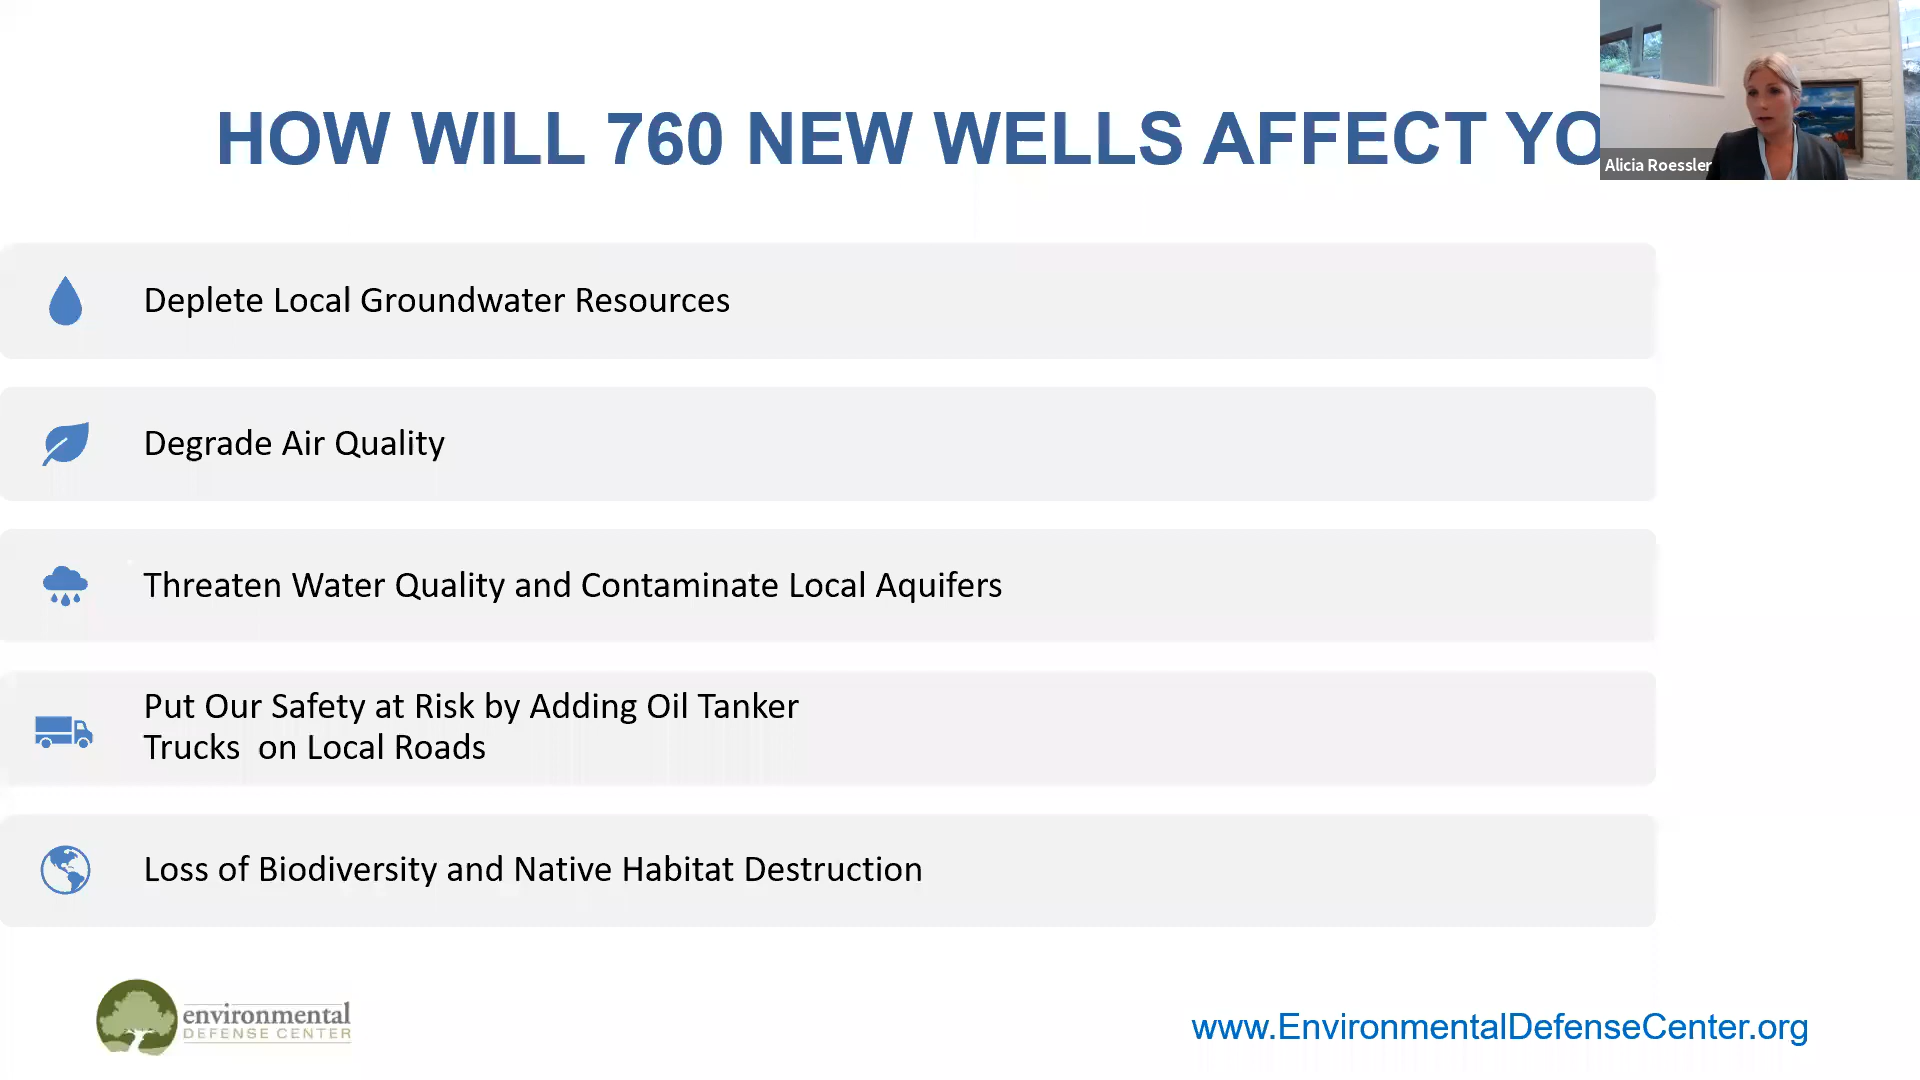 HOW WILL 760 NEW WELLS AFFECT YO
Alicia Roessler
Deplete Local Groundwater Resources
Degrade Air Quality
Threaten Water Quality and Contaminate Local Aquifers
Put Our Safety at Risk by Adding Oil Tanker
Trucks on Local Roads
Loss of Biodiversity and Native Habitat Destruction
environmental
DEFENSE CENTER
www.EnvironmentalDefenseCenter.org